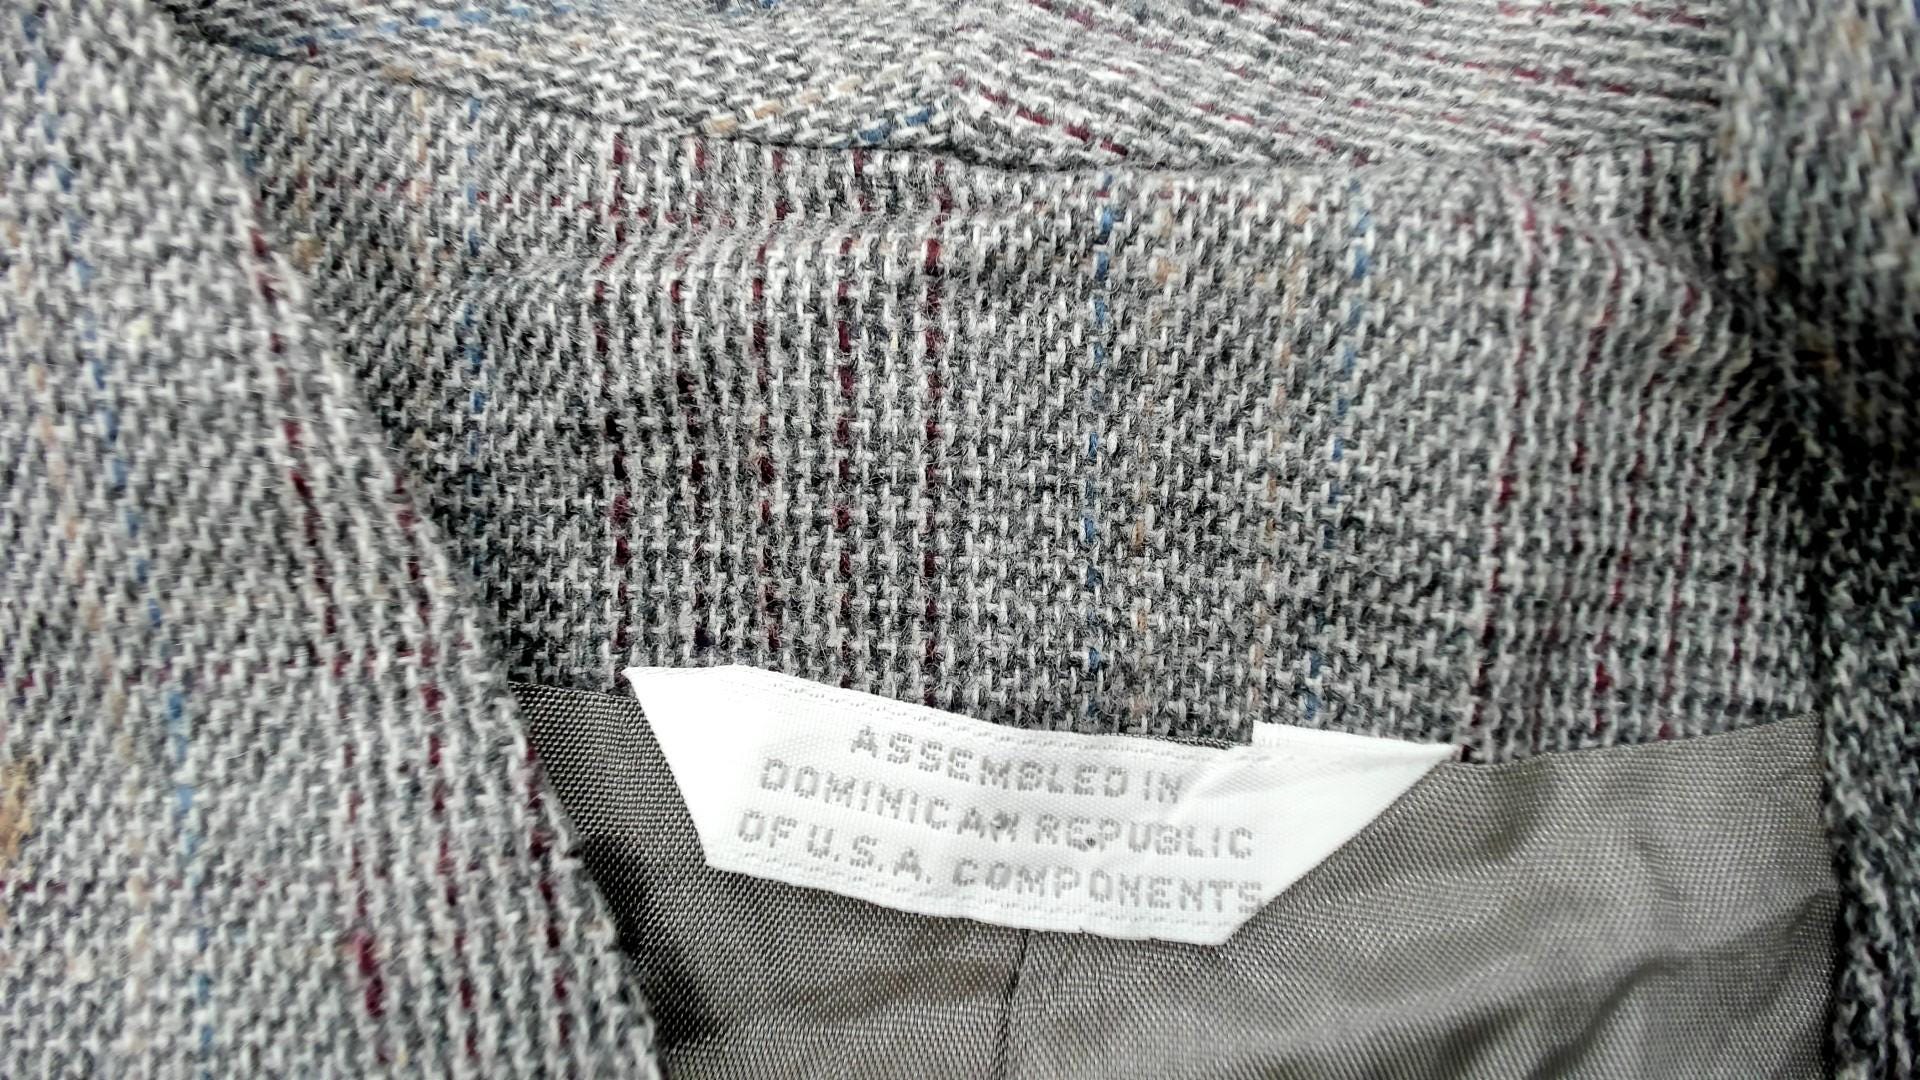 ASSEMBLED IN
DOMINICAN REPUBLIC
OF U.S.A. COMPONENTS